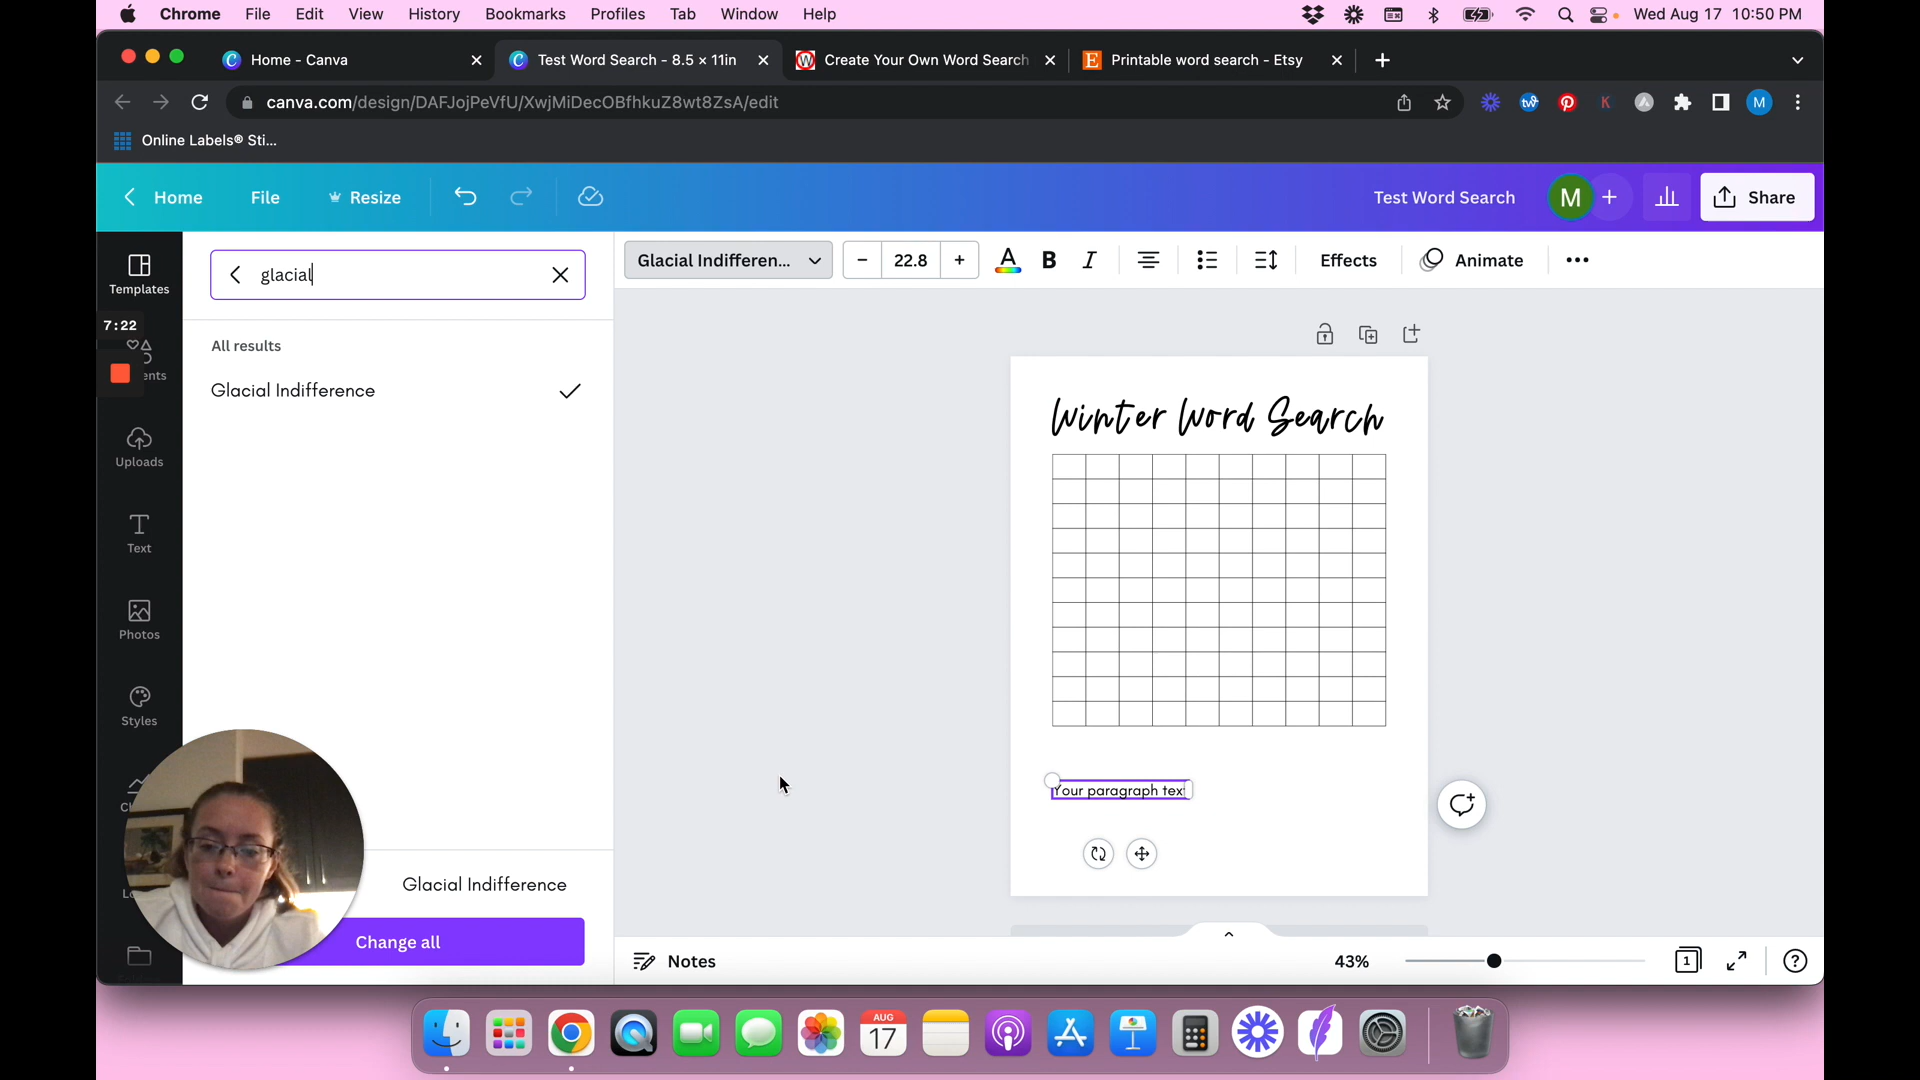 Chrome File Edit View History Bookmarks Profiles Tab Window Help Wed Aug 17 10:50 PM
Home - Canva Test Word Search - 8.5 × 11in Create Your Own Word Search Printable word search - Etsy
canva.com/design/DAFJojPeVfU/XwjMiDecOBfhkuZ8wt8ZsA/edit
Online Labels® Sti...
Home File Resize Test Word Search M Share
glacial
Glacial Indifferen... 22.8 A B I Effects Animate
Templates
7:22
All results
ents
Glacial Indifference
Uploads
Text
Photos
Styles
Winter Word Search
Your paragraph text
Glacial Indifference
Change all
Notes 43% 1
AUG
17